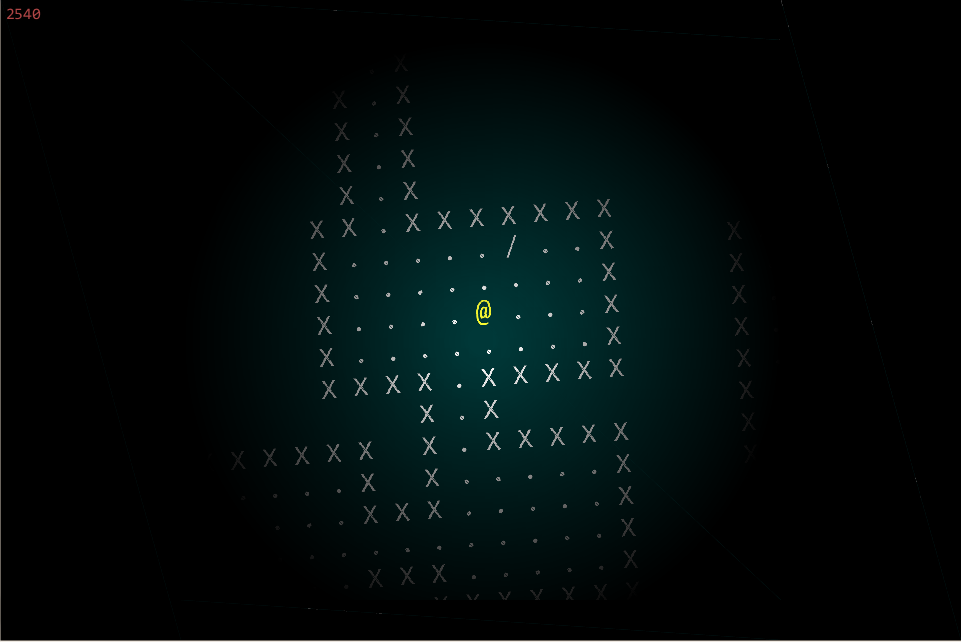 2540
X
X . X
X . X
X . X
X . X
X X . X X X X X X X
X . . . . . / . . X
X . . . . . . . . X
X . . . @ . . . X
X . . . . . . . . X
X X X X . X X X X X
X . X
X X X X X X . X X X X X
. . . . X X . . . . . X
. . . X X X . . . . . X
. . . . . . . . . . X
. X X X . . . . . X
X X X X X X X